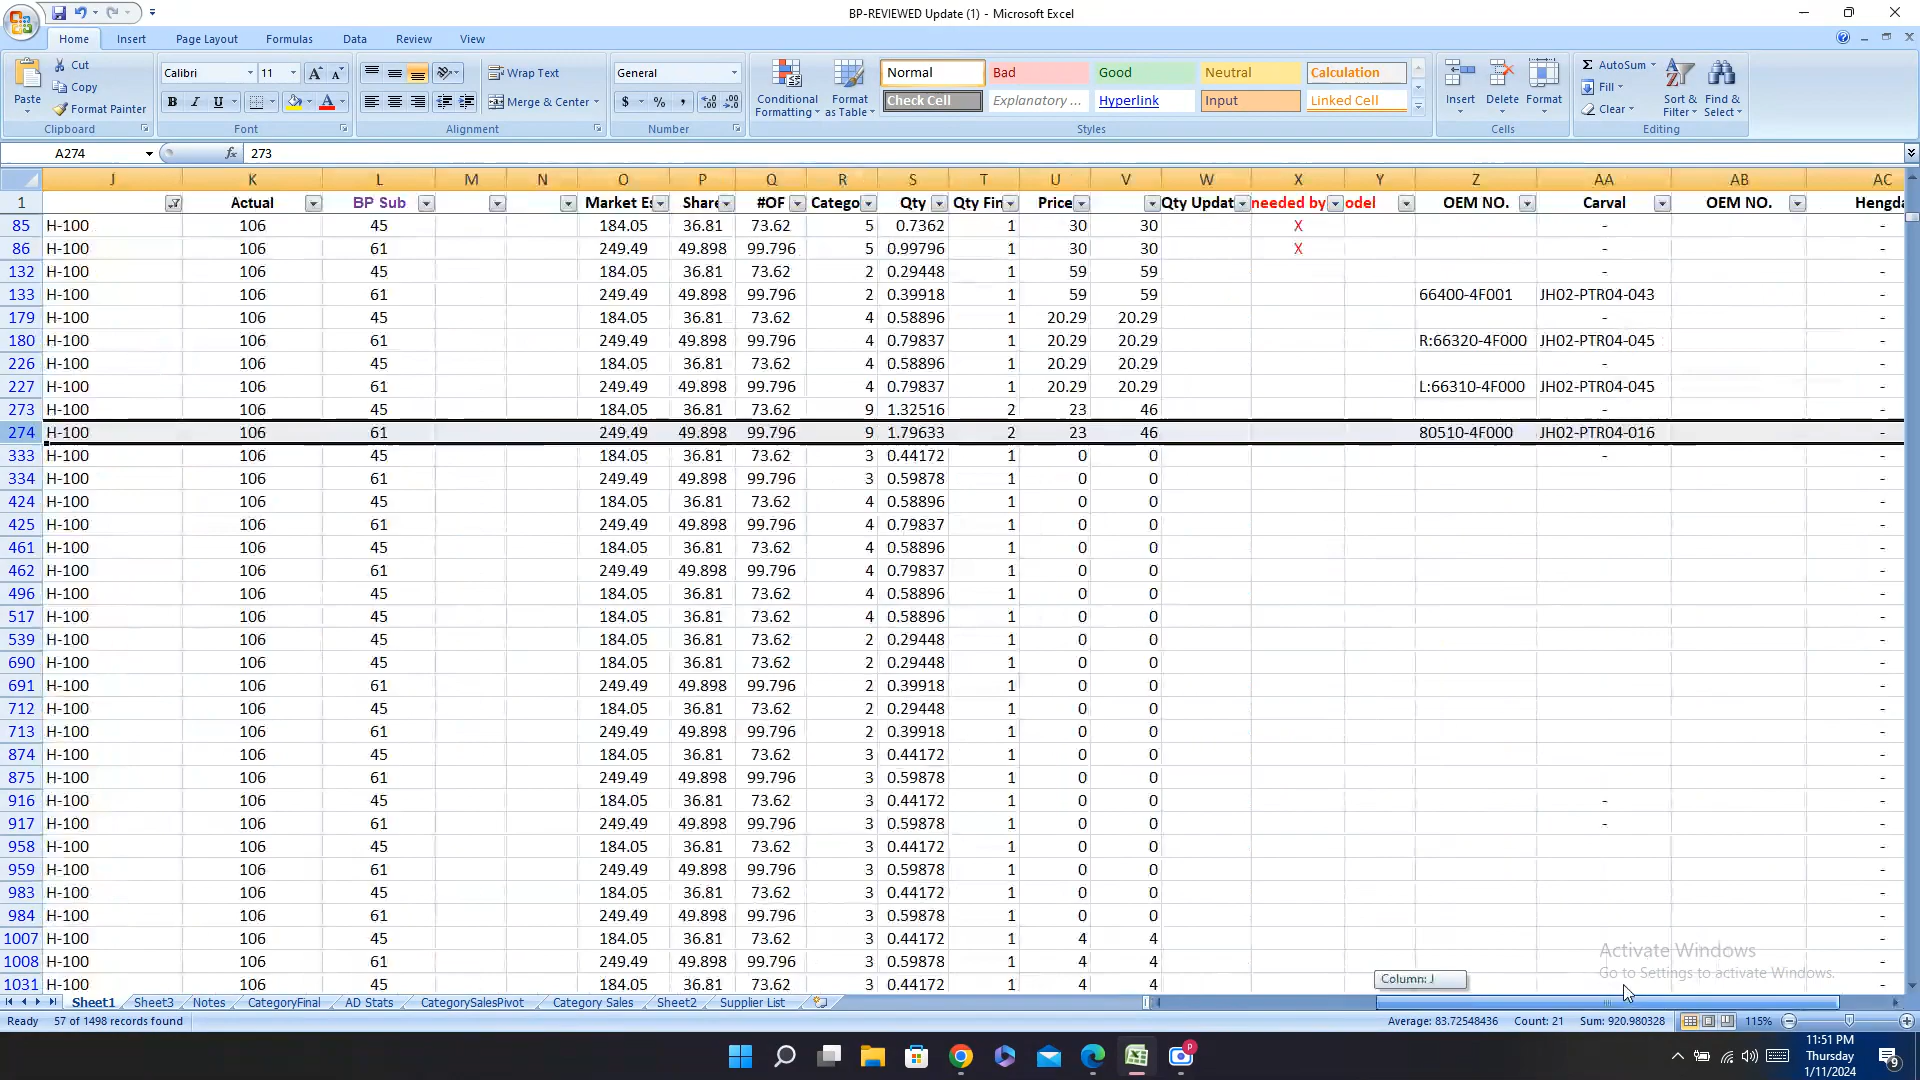 BP-REVIEWED Update (1) - Microsoft Excel
Home Insert Page Layout Formulas Data Review View
Paste Cut Copy Format Painter Clipboard
Calibri 11 B I U Font
Wrap Text Merge & Center Alignment
General $ % , Number
Conditional Formatting Format as Table
Normal Bad Good Neutral Calculation
Check Cell Explanatory ... Hyperlink Input Linked Cell
Styles
Insert Delete Format Cells
AutoSum Fill Clear Sort & Filter Find & Select Editing
A274 fx 273
J K L M N O P Q R S T U V W X Y Z AA AB AC
1 Actual BP Sub Market Es Share #OF Catego Qty Qty Fin Price Qty Updat needed by odel OEM NO. Carval OEM NO. Hengda
85 H-100 106 45 184.05 36.81 73.62 5 0.7362 1 30 30 X - -
86 H-100 106 61 249.49 49.898 99.796 5 0.99796 1 30 30 X - -
132 H-100 106 45 184.05 36.81 73.62 2 0.29448 1 59 59 - -
133 H-100 106 61 249.49 49.898 99.796 2 0.39918 1 59 59 66400-4F001 JH02-PTR04-043 -
179 H-100 106 45 184.05 36.81 73.62 4 0.58896 1 20.29 20.29 - -
180 H-100 106 61 249.49 49.898 99.796 4 0.79837 1 20.29 20.29 R:66320-4F000 JH02-PTR04-045 -
226 H-100 106 45 184.05 36.81 73.62 4 0.58896 1 20.29 20.29 - -
227 H-100 106 61 249.49 49.898 99.796 4 0.79837 1 20.29 20.29 L:66310-4F000 JH02-PTR04-045 -
273 H-100 106 45 184.05 36.81 73.62 9 1.32516 2 23 46 - -
274 H-100 106 61 249.49 49.898 99.796 9 1.79633 2 23 46 80510-4F000 JH02-PTR04-016 -
333 H-100 106 45 184.05 36.81 73.62 3 0.44172 1 0 0 - -
334 H-100 106 61 249.49 49.898 99.796 3 0.59878 1 0 0 -
424 H-100 106 45 184.05 36.81 73.62 4 0.58896 1 0 0 -
425 H-100 106 61 249.49 49.898 99.796 4 0.79837 1 0 0 -
461 H-100 106 45 184.05 36.81 73.62 4 0.58896 1 0 0 -
462 H-100 106 61 249.49 49.898 99.796 4 0.79837 1 0 0 -
496 H-100 106 45 184.05 36.81 73.62 4 0.58896 1 0 0 -
517 H-100 106 45 184.05 36.81 73.62 4 0.58896 1 0 0 -
539 H-100 106 45 184.05 36.81 73.62 2 0.29448 1 0 0 -
690 H-100 106 45 184.05 36.81 73.62 2 0.29448 1 0 0 -
691 H-100 106 61 249.49 49.898 99.796 2 0.39918 1 0 0 -
712 H-100 106 45 184.05 36.81 73.62 2 0.29448 1 0 0 -
713 H-100 106 61 249.49 49.898 99.796 2 0.39918 1 0 0 -
874 H-100 106 45 184.05 36.81 73.62 3 0.44172 1 0 0 -
875 H-100 106 61 249.49 49.898 99.796 3 0.59878 1 0 0 -
916 H-100 106 45 184.05 36.81 73.62 3 0.44172 1 0 0 - -
917 H-100 106 61 249.49 49.898 99.796 3 0.59878 1 0 0 - -
958 H-100 106 45 184.05 36.81 73.62 3 0.44172 1 0 0 -
959 H-100 106 61 249.49 49.898 99.796 3 0.59878 1 0 0 -
983 H-100 106 45 184.05 36.81 73.62 3 0.44172 1 0 0 -
984 H-100 106 61 249.49 49.898 99.796 3 0.59878 1 0 0 -
1007 H-100 106 45 184.05 36.81 73.62 3 0.44172 1 4 4 -
1008 H-100 106 61 249.49 49.898 99.796 3 0.59878 1 4 4 -
1031 H-100 106 45 184.05 36.81 73.62 3 0.44172 1 4 4 -
Activate Windows
Go to Settings to activate Windows.
Column: J
Sheet1 Sheet3 Notes CategoryFinal AD Stats CategorySalesPivot Category Sales Sheet2 Supplier List
Ready 57 of 1498 records found Average: 83.72548436 Count: 21 Sum: 920.980328 115%
11:51 PM
Thursday
1/11/2024
9
P